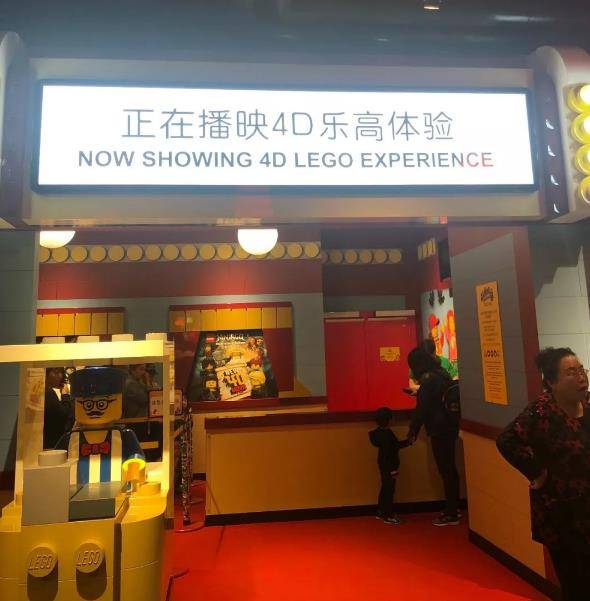 正在播映4D乐高体验
NOW SHOWING 4D LEGO EXPERIENCE
LEGO
LEGO